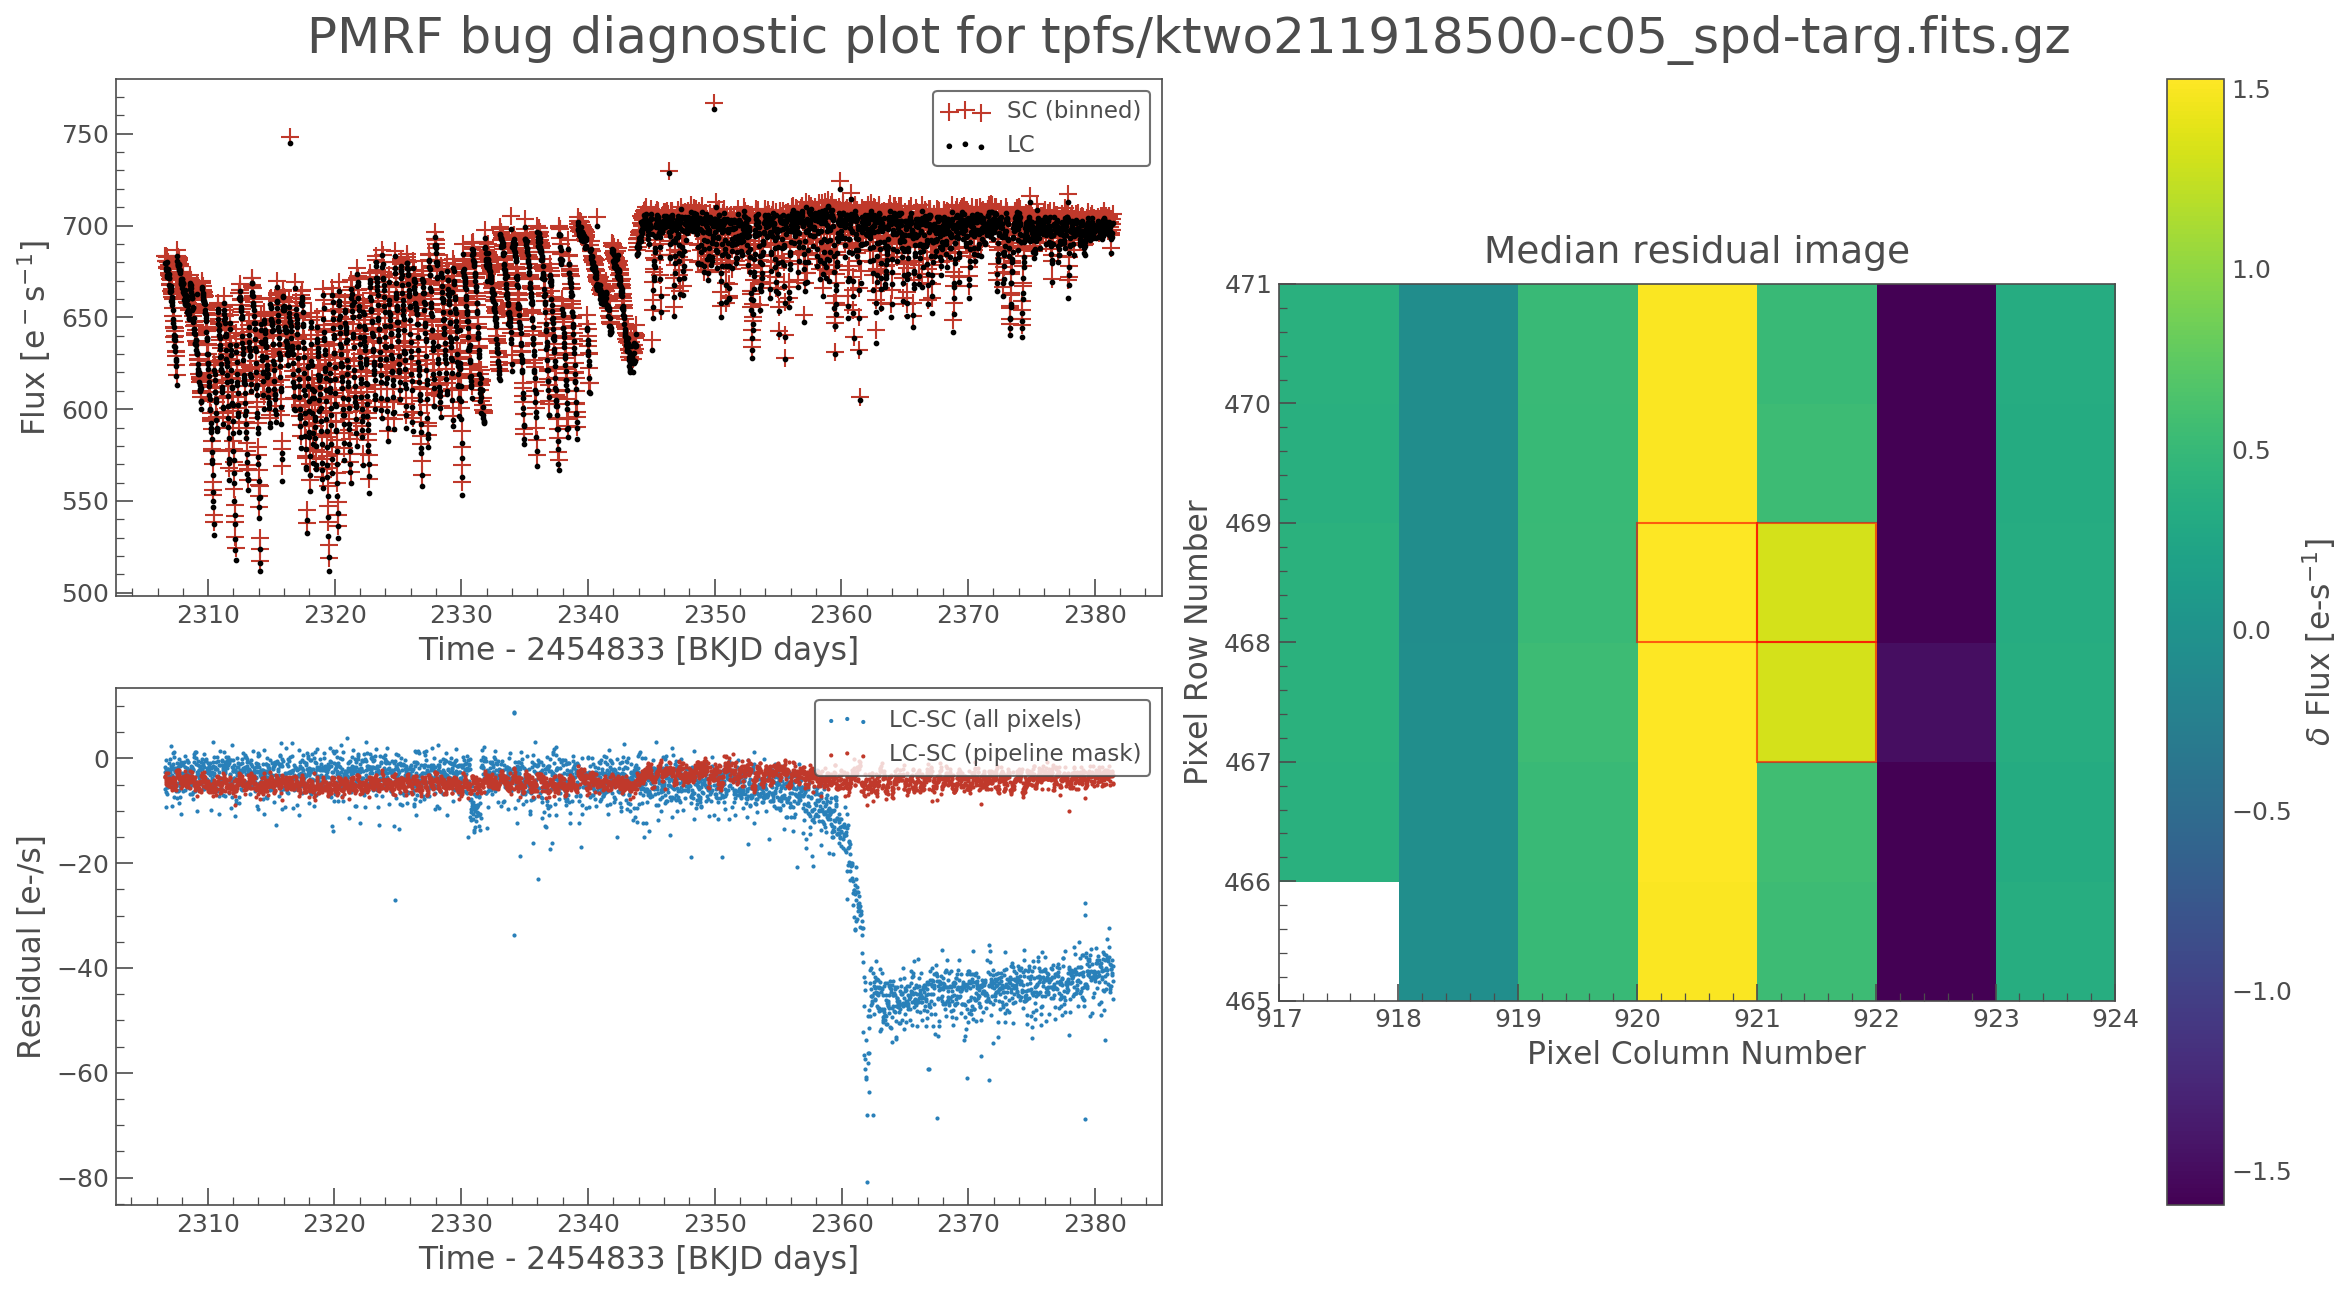 PMRF bug diagnostic plot for tpfs/ktwo211918500-c05_spd-targ.fits.gz
Flux [e⁻ s⁻¹]
750
700
650
600
550
500
SC (binned)
LC
2310 2320 2330 2340 2350 2360 2370 2380
Time - 2454833 [BKJD days]
Residual [e-/s]
0
−20
−40
−60
−80
LC-SC (all pixels)
LC-SC (pipeline mask)
2310 2320 2330 2340 2350 2360 2370 2380
Time - 2454833 [BKJD days]
Median residual image
Pixel Row Number
471
470
469
468
467
466
465
917 918 919 920 921 922 923 924
Pixel Column Number
1.5
1.0
0.5
0.0
−0.5
−1.0
−1.5
δ Flux [e-s⁻¹]